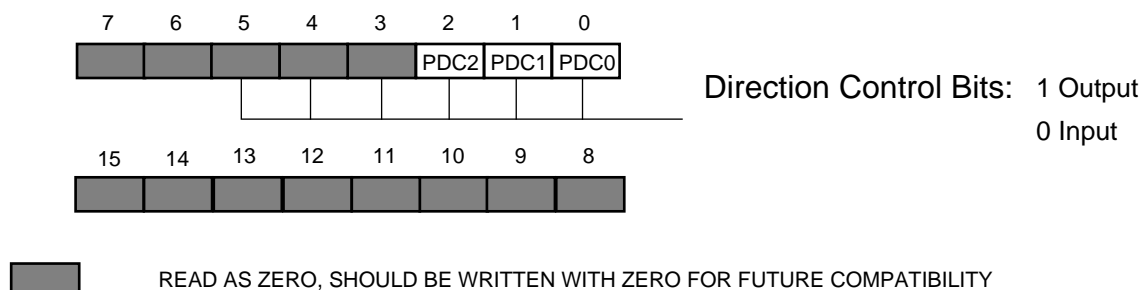 7 6 5 4 3 2 1 0
PDC2 PDC1 PDC0
Direction Control Bits: 1 Output
0 Input
15 14 13 12 11 10 9 8
READ AS ZERO, SHOULD BE WRITTEN WITH ZERO FOR FUTURE COMPATIBILITY